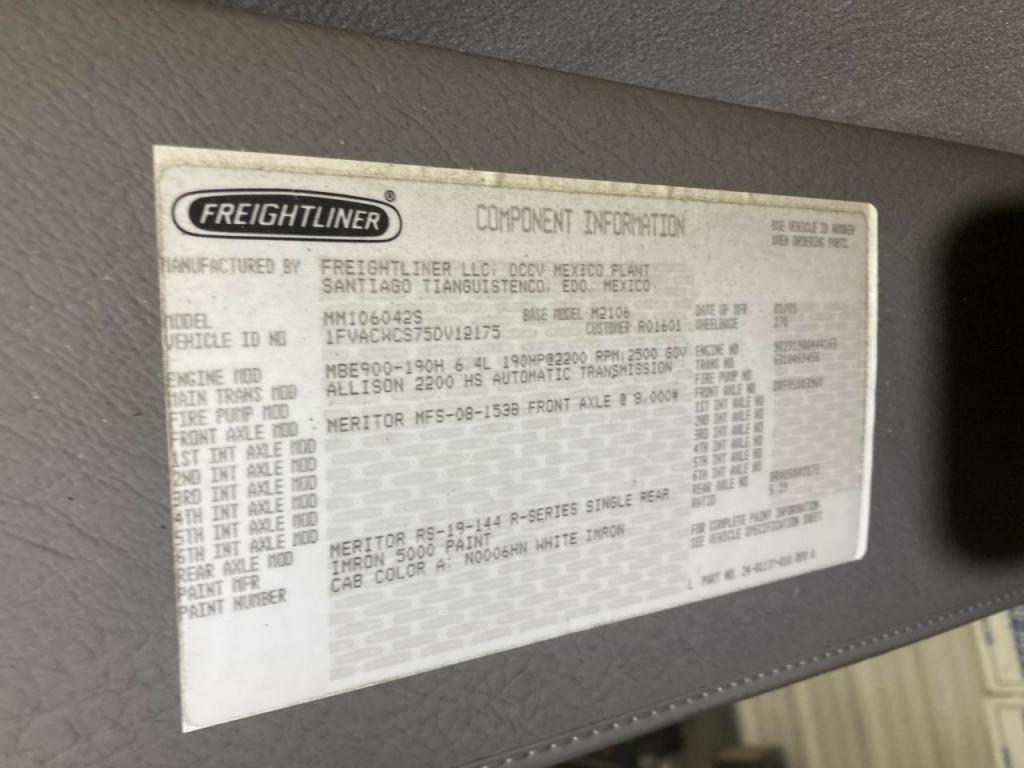 FREIGHTLINER®
COMPONENT INFORMATION
USE VEHICLE ID NUMBER
WHEN ORDERING PARTS.
MANUFACTURED BY FREIGHTLINER LLC, DCCV MEXICO PLANT
SANTIAGO TIANGUISTENCO, EDO. MEXICO
MODEL MM106042S BASE MODEL M2106 DATE OF MFR 01/05
VEHICLE ID NO 1FVACWCS75DV12175 CUSTOMER R01601 WHEELBASE
ENGINE MOD MBE900-190H 6.4L 190HP@2200 RPM,2500 GOV ENGINE NO
MAIN TRANS MOD ALLISON 2200 HS AUTOMATIC TRANSMISSION TRANS NO
FIRE PUMP MOD FIRE PUMP NO
FRONT AXLE MOD MERITOR MFS-08-153B FRONT AXLE @ 8,000# FRONT AXLE NO
1ST INT AXLE MOD 1ST INT AXLE NO
2ND INT AXLE MOD 2ND INT AXLE NO
3RD INT AXLE MOD 3RD INT AXLE NO
4TH INT AXLE MOD 4TH INT AXLE NO
5TH INT AXLE MOD 5TH INT AXLE NO
6TH INT AXLE MOD 6TH INT AXLE NO
REAR AXLE MOD MERITOR RS-19-144 R-SERIES SINGLE REAR REAR AXLE NO
PAINT MFR IMRON 5000 PAINT RATIO
PAINT NUMBER CAB COLOR A: N0006HN WHITE IMRON
FOR COMPLETE PAINT INFORMATION
SEE VEHICLE SPECIFICATION SHEET.
L PART NO. 24-01177-010 REV A